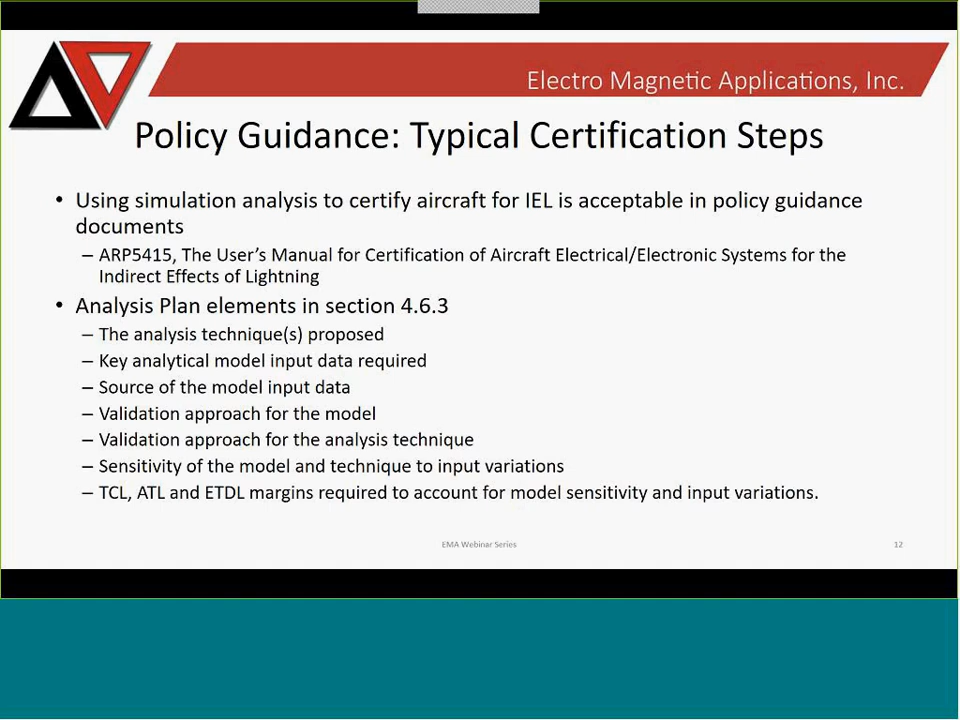 Electro Magnetic Applications, Inc.
Policy Guidance: Typical Certification Steps
• Using simulation analysis to certify aircraft for IEL is acceptable in policy guidance
documents
– ARP5415, The User's Manual for Certification of Aircraft Electrical/Electronic Systems for the
Indirect Effects of Lightning
• Analysis Plan elements in section 4.6.3
– The analysis technique(s) proposed
– Key analytical model input data required
– Source of the model input data
– Validation approach for the model
– Validation approach for the analysis technique
– Sensitivity of the model and technique to input variations
– TCL, ATL and ETDL margins required to account for model sensitivity and input variations.
EMA Webinar Series
12